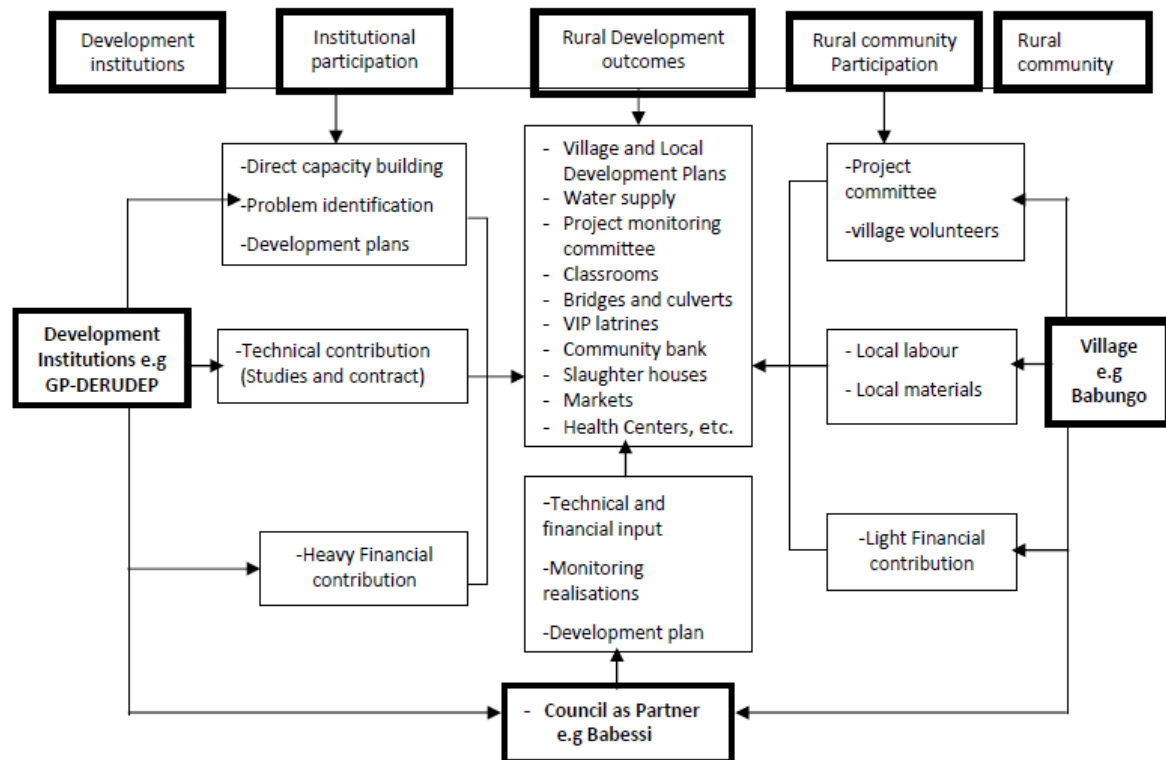 Development
institutions
Institutional
participation
Rural Development
outcomes
Rural community
Participation
Rural
community
-Direct capacity building
-Problem identification
-Development plans
- Village and Local
Development Plans
- Water supply
- Project monitoring
committee
- Classrooms
- Bridges and culverts
- VIP latrines
- Community bank
- Slaughter houses
- Markets
- Health Centers, etc.
-Project
committee
-village volunteers
Development
Institutions e.g
GP-DERUDEP
-Technical contribution
(Studies and contract)
- Local labour
- Local materials
Village
e.g
Babungo
-Heavy Financial
contribution
-Technical and
financial input
-Monitoring
realisations
-Development plan
-Light Financial
contribution
- Council as Partner
e.g Babessi